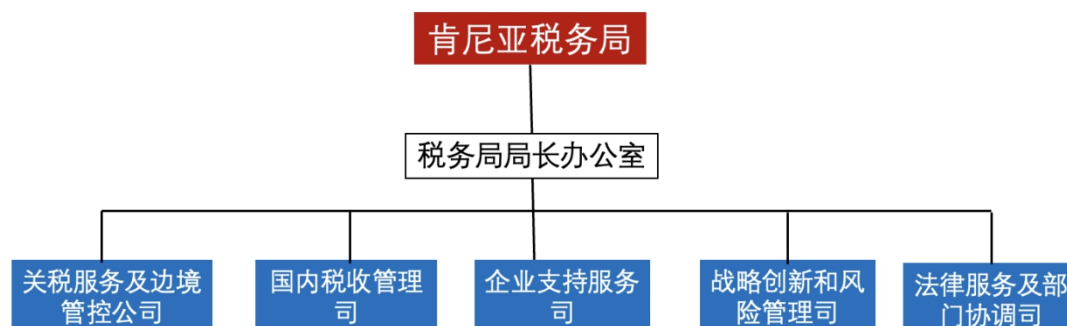 肯尼亚税务局
税务局局长办公室
关税服务及边境
管控公司
国内税收管理
司
企业支持服务
司
战略创新和风
险管理司
法律服务及部
门协调司